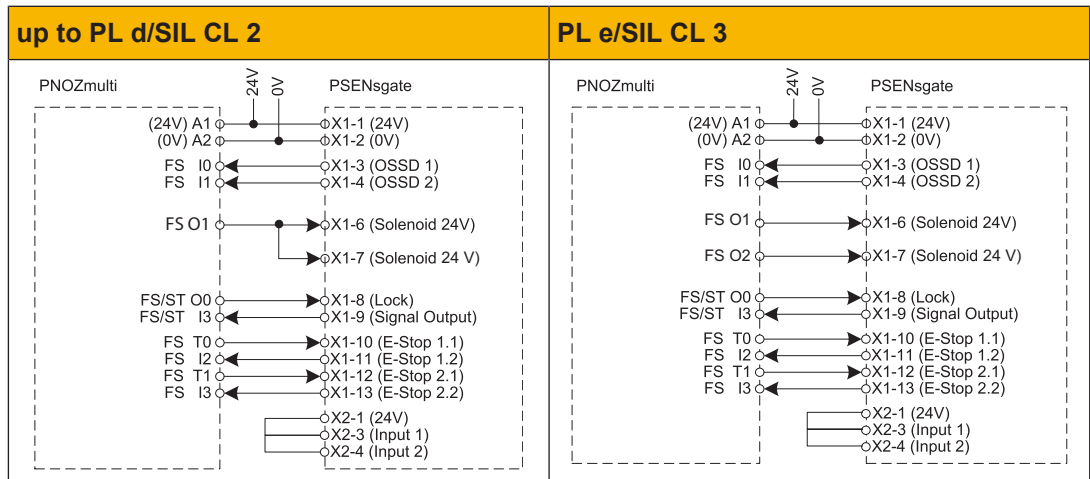 up to PL d/SIL CL 2
PNOZmulti
24V
0V
PSENsgate
(24V) A1
X1-1 (24V)
(0V) A2
X1-2 (0V)
FS I0
X1-3 (OSSD 1)
FS I1
X1-4 (OSSD 2)
FS O1
X1-6 (Solenoid 24V)
X1-7 (Solenoid 24 V)
FS/ST O0
X1-8 (Lock)
FS/ST I3
X1-9 (Signal Output)
FS T0
X1-10 (E-Stop 1.1)
FS I2
X1-11 (E-Stop 1.2)
FS T1
X1-12 (E-Stop 2.1)
FS I3
X1-13 (E-Stop 2.2)
X2-1 (24V)
X2-3 (Input 1)
X2-4 (Input 2)
PL e/SIL CL 3
PNOZmulti
24V
0V
PSENsgate
(24V) A1
X1-1 (24V)
(0V) A2
X1-2 (0V)
FS I0
X1-3 (OSSD 1)
FS I1
X1-4 (OSSD 2)
FS O1
X1-6 (Solenoid 24V)
FS O2
X1-7 (Solenoid 24 V)
FS/ST O0
X1-8 (Lock)
FS/ST I3
X1-9 (Signal Output)
FS T0
X1-10 (E-Stop 1.1)
FS I2
X1-11 (E-Stop 1.2)
FS T1
X1-12 (E-Stop 2.1)
FS I3
X1-13 (E-Stop 2.2)
X2-1 (24V)
X2-3 (Input 1)
X2-4 (Input 2)